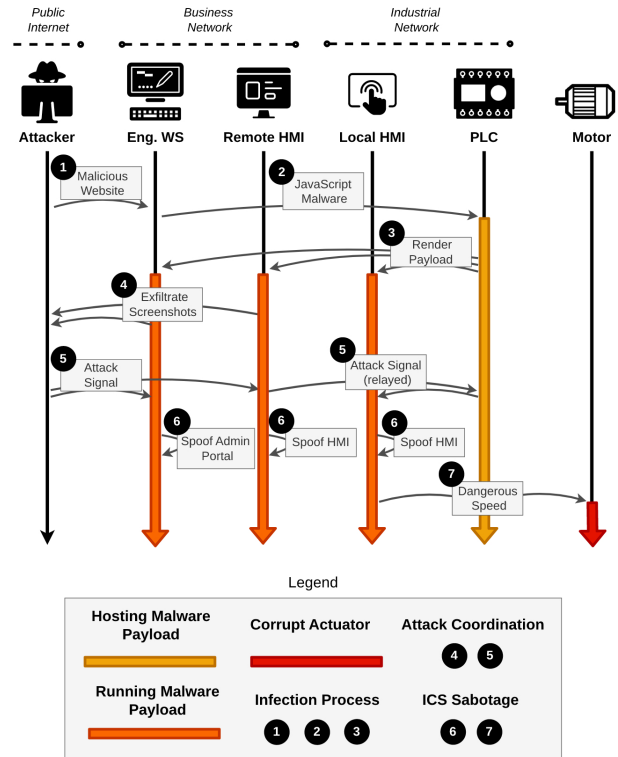 Public
Internet
Business
Network
Industrial
Network
Attacker
Eng. WS
Remote HMI
Local HMI
PLC
Motor
1
Malicious
Website
2
JavaScript
Malware
3
Render
Payload
4
Exfiltrate
Screenshots
5
Attack
Signal
5
Attack Signal
(relayed)
6
Spoof Admin
Portal
6
Spoof HMI
6
Spoof HMI
7
Dangerous
Speed
Legend
Hosting Malware
Payload
Corrupt Actuator
Attack Coordination
4 5
Running Malware
Payload
Infection Process
1 2 3
ICS Sabotage
6 7